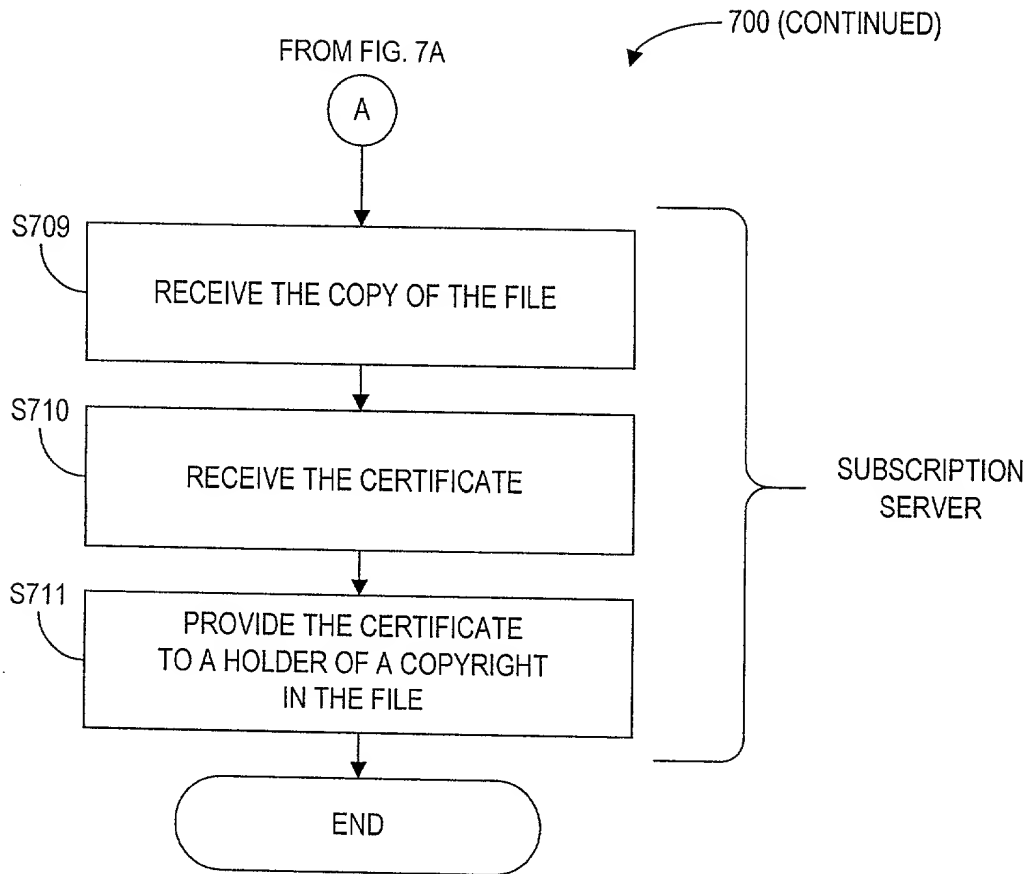 700 (CONTINUED)
FROM FIG. 7A
A
S709
RECEIVE THE COPY OF THE FILE
S710
RECEIVE THE CERTIFICATE
SUBSCRIPTION
SERVER
S711
PROVIDE THE CERTIFICATE
TO A HOLDER OF A COPYRIGHT
IN THE FILE
END